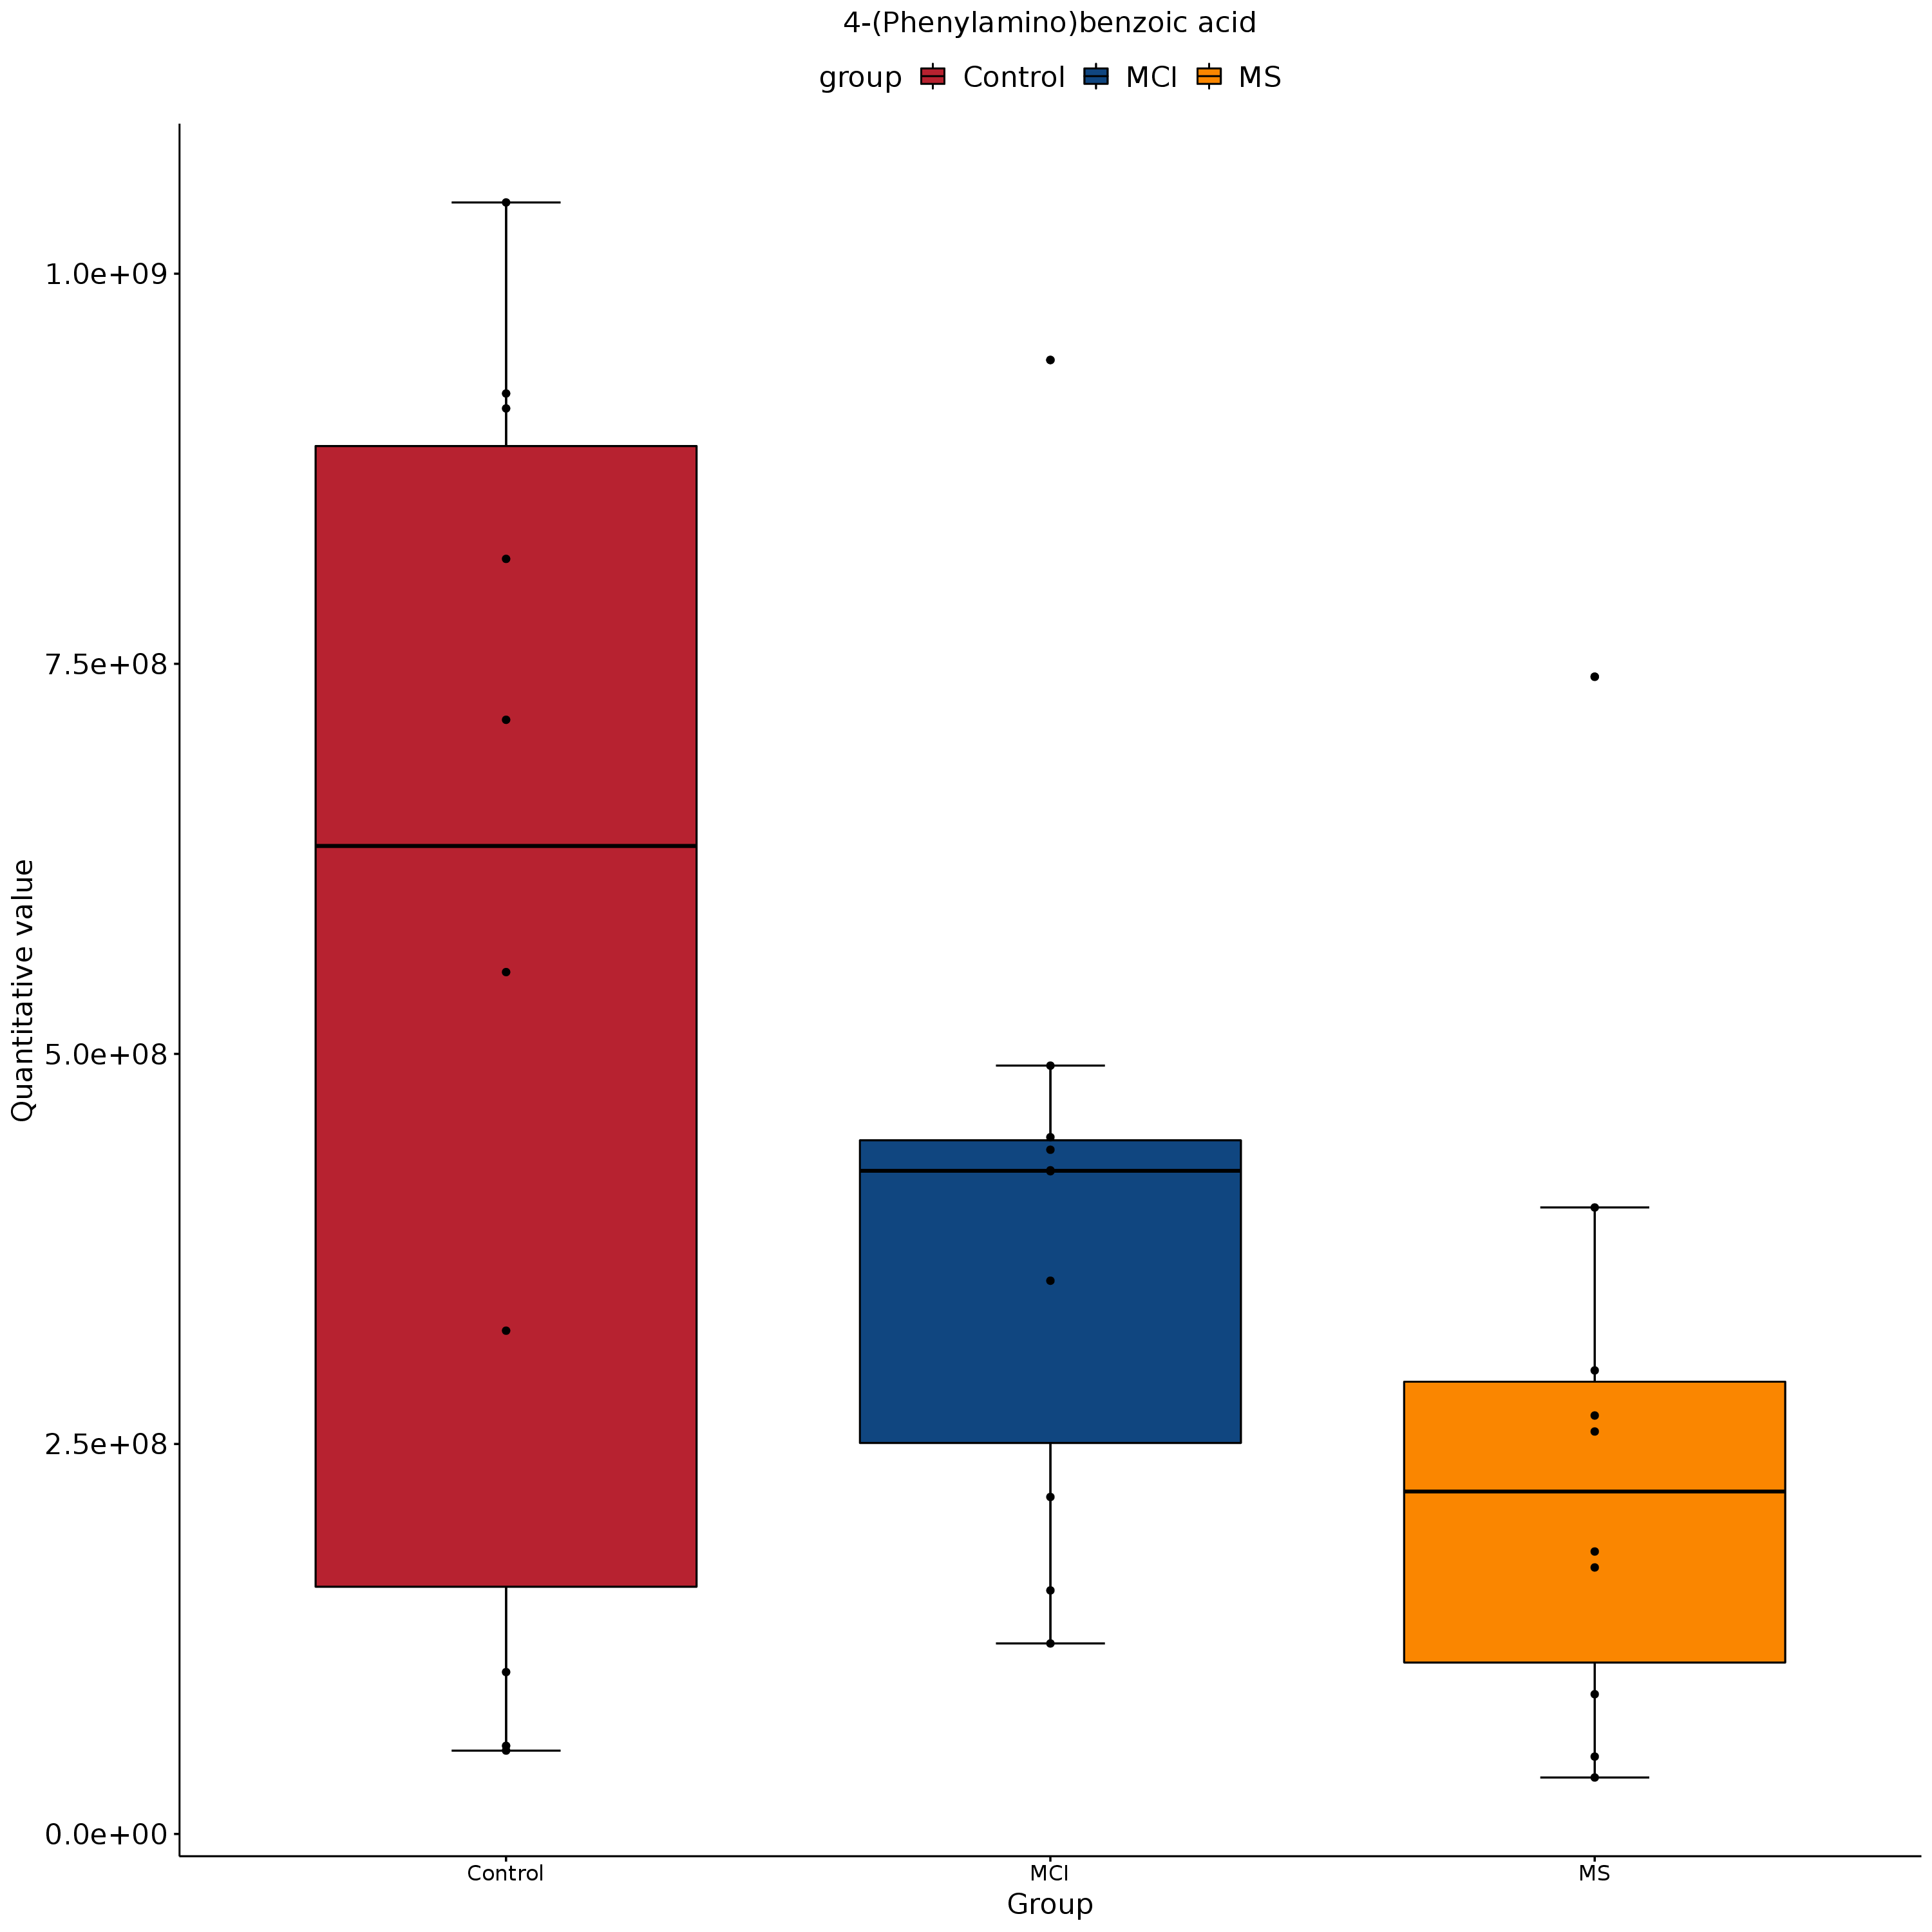 4-(Phenylamino)benzoic acid
group Control MCI MS
Quantitative value
1.0e+09
7.5e+08
5.0e+08
2.5e+08
0.0e+00
Control MCI MS
Group